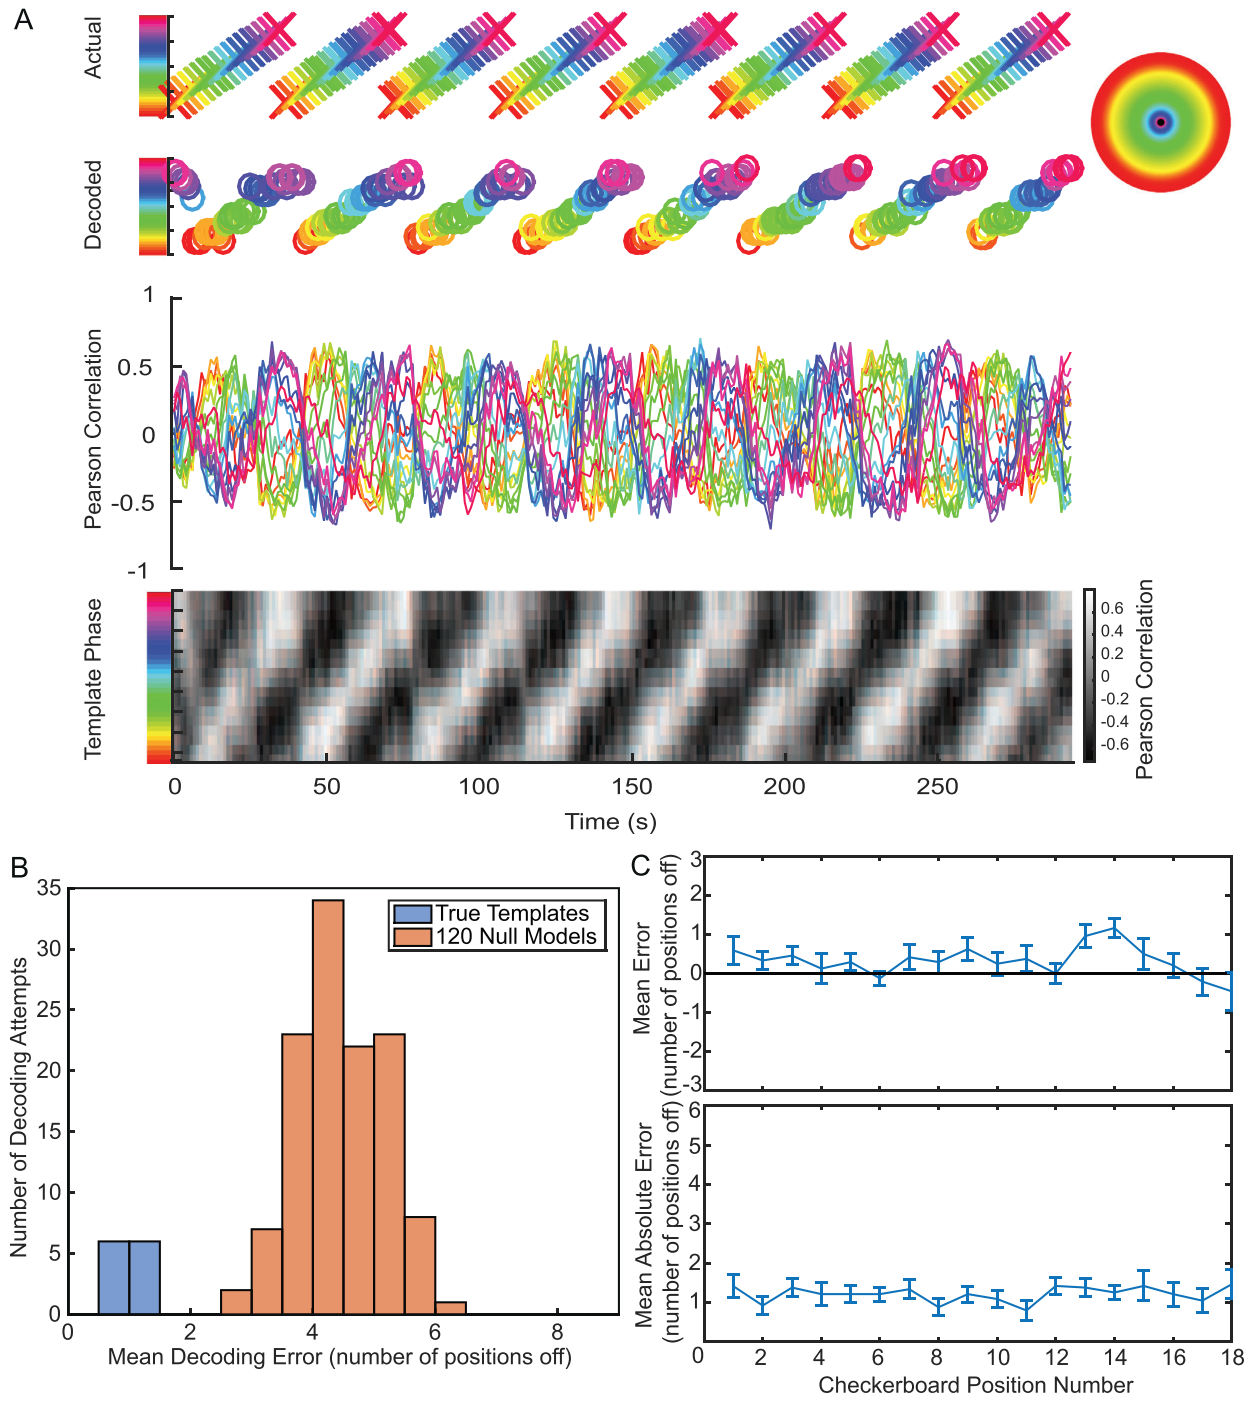 A
Actual
Decoded
Pearson Correlation
1
0.5
0
-0.5
-1
Template Phase
0.6
0.4
0.2
0
-0.2
-0.4
-0.6
Pearson Correlation
0 50 100 150 200 250
Time (s)
B
Number of Decoding Attempts
35
30
25
20
15
10
5
0
True Templates
120 Null Models
0 2 4 6 8
Mean Decoding Error (number of positions off)
C
Mean Error
(number of positions off)
3
2
1
0
-1
-2
-3
Mean Absolute Error
(number of positions off)
6
5
4
3
2
1
0 2 4 6 8 10 12 14 16 18
Checkerboard Position Number